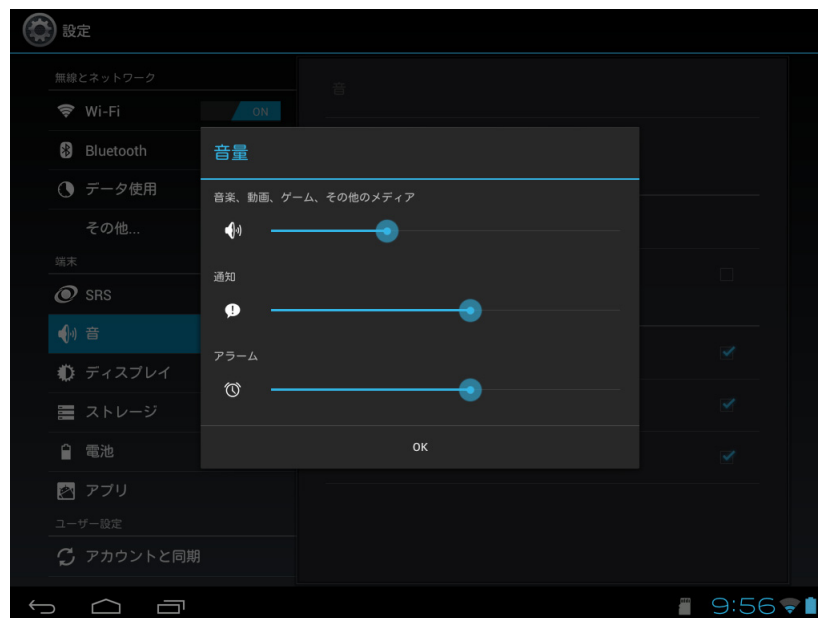 設定
無線とネットワーク
Wi-Fi
ON
Bluetooth
データ使用
その他...
端末
SRS
音
ディスプレイ
ストレージ
電池
アプリ
ユーザー設定
アカウントと同期
音
音量
音楽、動画、ゲーム、その他のメディア
通知
アラーム
OK
9:56